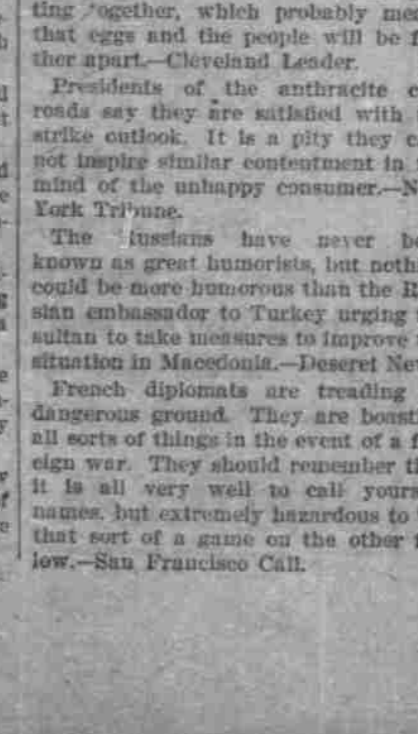 ting together, which probably mea
that eggs and the people will be f
ther apart.—Cleveland Leader.
Presidents of the anthracite c
roads say they are satisfied with
strike outlook. It is a pity they c
not inspire similar contentment in
mind of the unhappy consumer.—N
York Tribune.
The Russians have never be
known as great humorists, but noth
could be more humorous than the R
sian embassador to Turkey urging
sultan to take measures to improve
situation in Macedonia.—Deseret Ne
French diplomats are treading
dangerous ground. They are boast
all sorts of things in the event of a f
eign war. They should remember t
it is all very well to call yours
names, but extremely hazardous to
that sort of a game on the other f
low.—San Francisco Call.